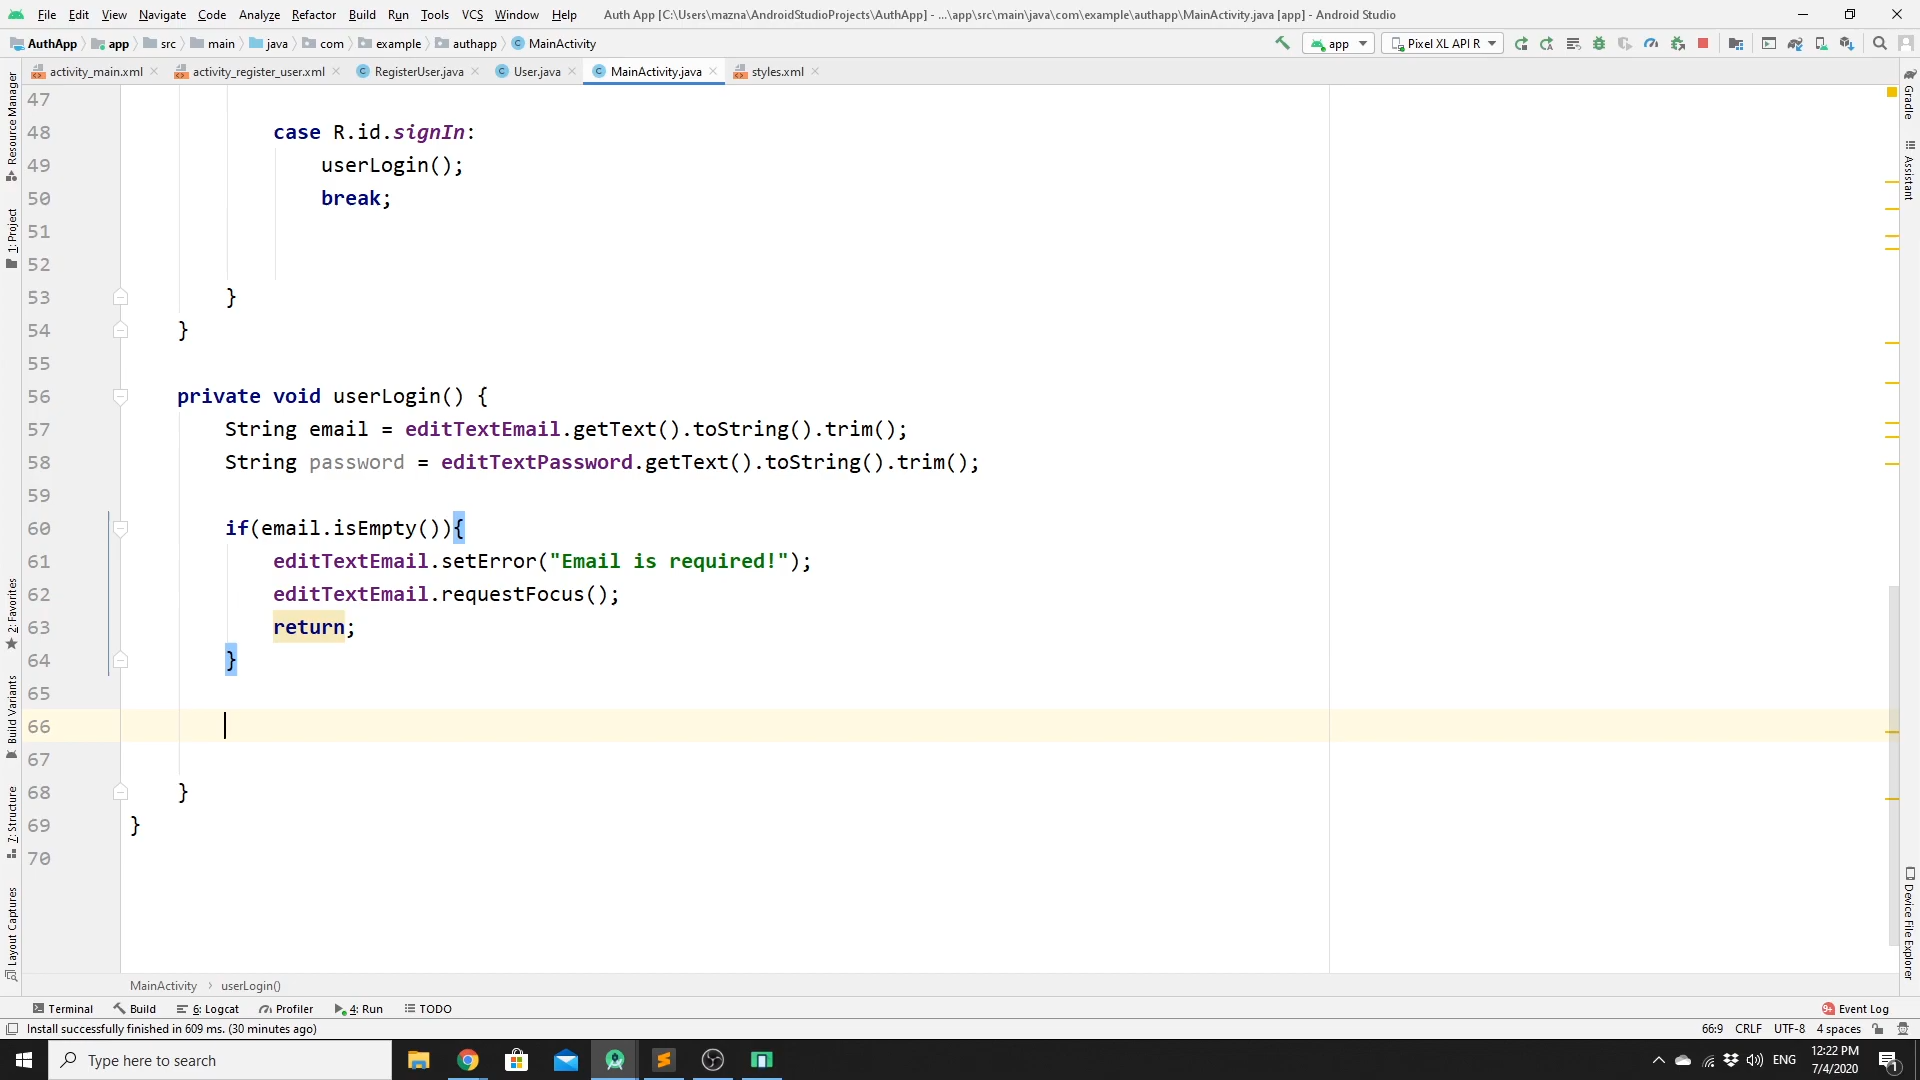 File Edit View Navigate Code Analyze Refactor Build Run Tools VCS Window Help Auth App [C:\Users\mazna\AndroidStudioProjects\AuthApp] - ...\app\src\main\java\com\example\authapp\MainActivity.java [app] - Android Studio
AuthApp app src main java com example authapp MainActivity app Pixel XL API R
activity_main.xml activity_register_user.xml RegisterUser.java User.java MainActivity.java styles.xml
Resource Manager
1: Project
2: Favorites
Build Variants
7: Structure
Layout Captures
47
48 case R.id.signIn:
49 userLogin();
50 break;
51
52
53 }
54 }
55
56 private void userLogin() {
57 String email = editTextEmail.getText().toString().trim();
58 String password = editTextPassword.getText().toString().trim();
59
60 if(email.isEmpty()){
61 editTextEmail.setError("Email is required!");
62 editTextEmail.requestFocus();
63 return;
64 }
65
66
67
68 }
69 }
70
Gradle
Assistant
Device File Explorer
MainActivity › userLogin()
Terminal Build 6: Logcat Profiler 4: Run TODO 9+ Event Log
Install successfully finished in 609 ms. (30 minutes ago) 66:9 CRLF UTF-8 4 spaces
Type here to search ENG 12:22 PM
7/4/2020 1